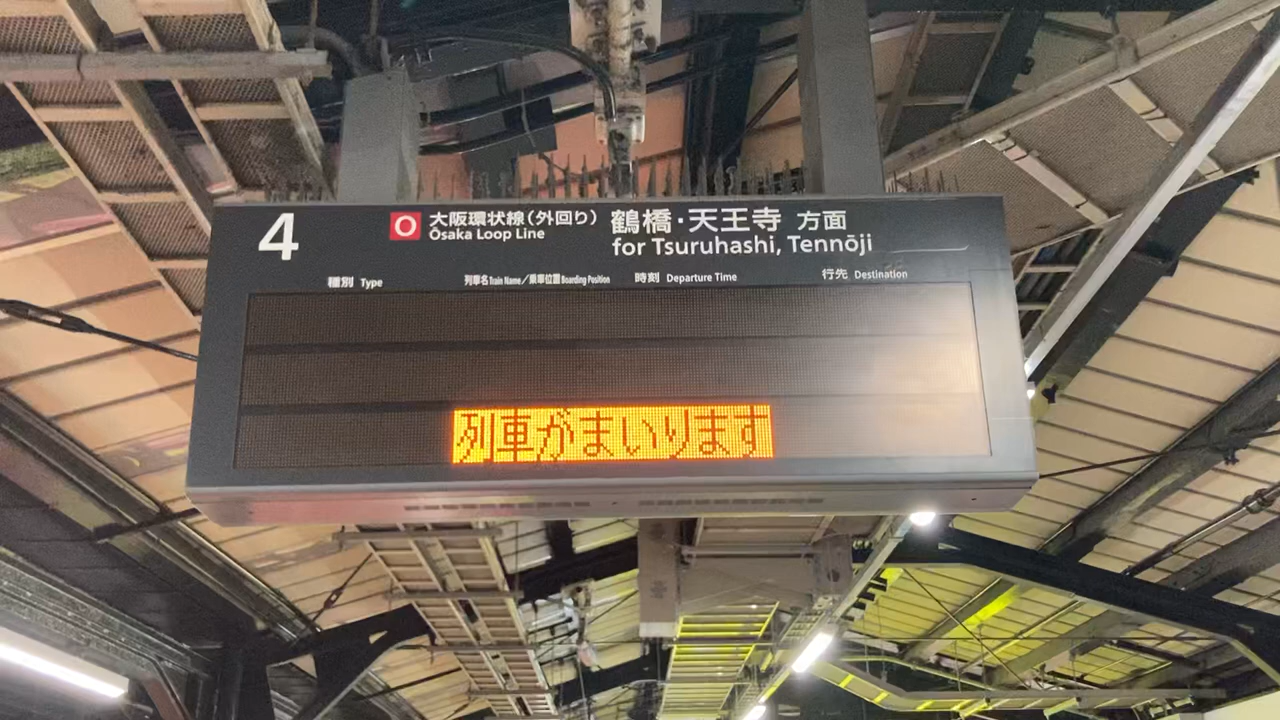 4
O 大阪環状線(外回り) 鶴橋・天王寺 方面
Ōsaka Loop Line for Tsuruhashi, Tennōji
種別 Type 列車名 Train Name／乗車位置 Boarding Position 時刻 Departure Time 行先 Destination
列車がまいります